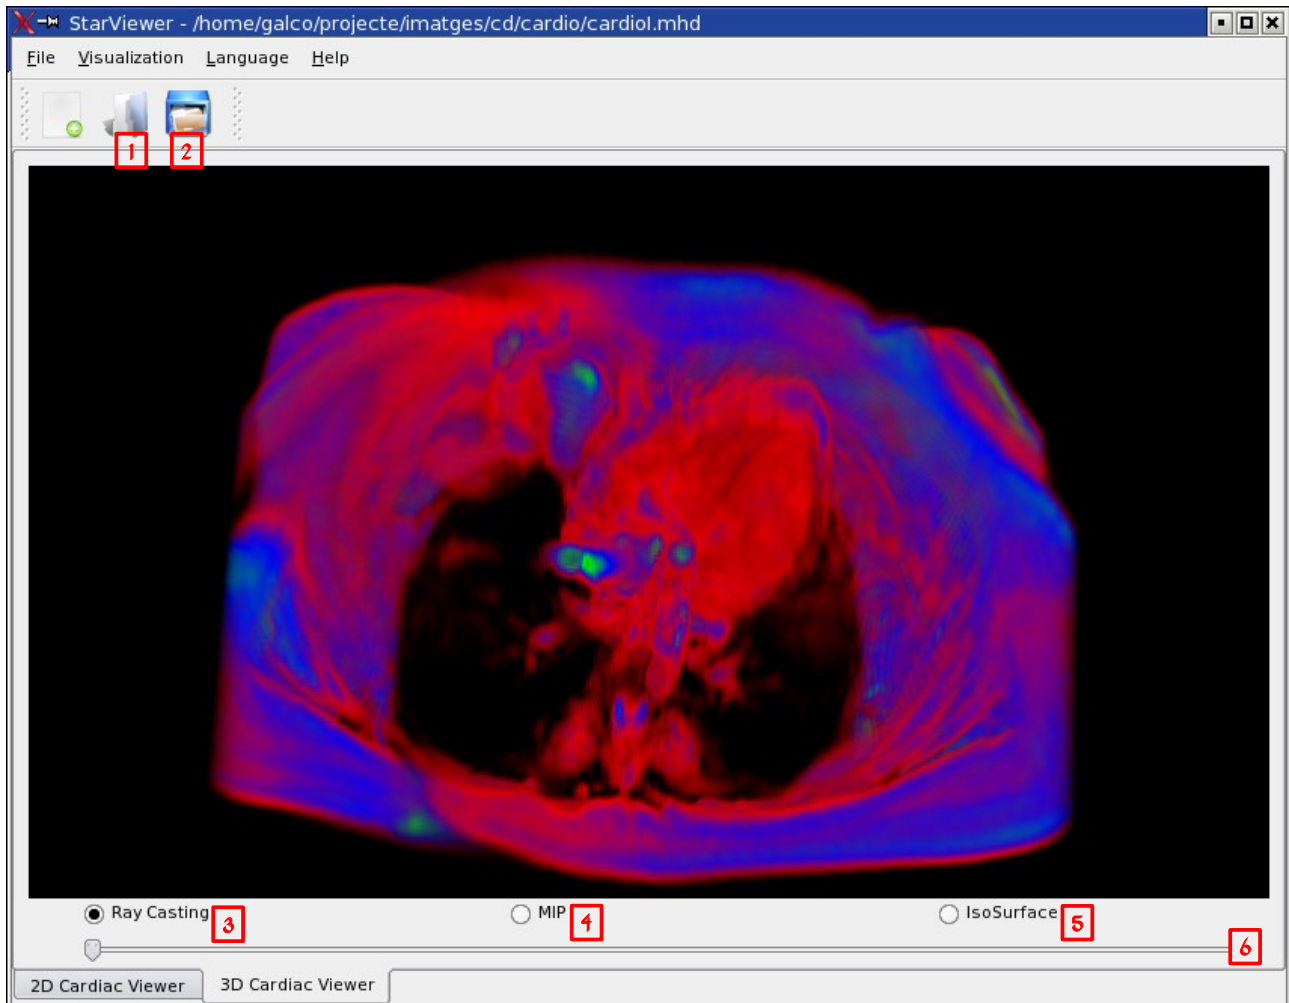 StarViewer - /home/galco/projecte/imatges/cd/cardio/cardioI.mhd
File Visualization Language Help
1 2
Ray Casting 3 MIP 4 IsoSurface 5
6
2D Cardiac Viewer 3D Cardiac Viewer